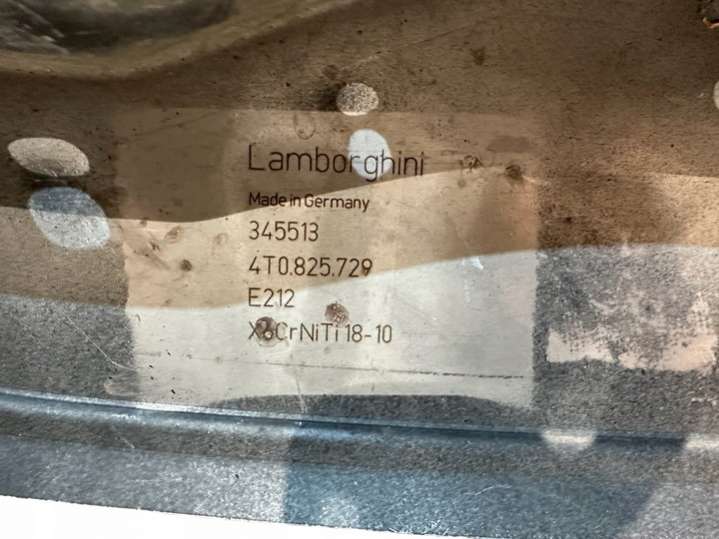 Lamborghini
Made in Germany
345513
4T0.825.729
E212
X6CrNiTi 18-10